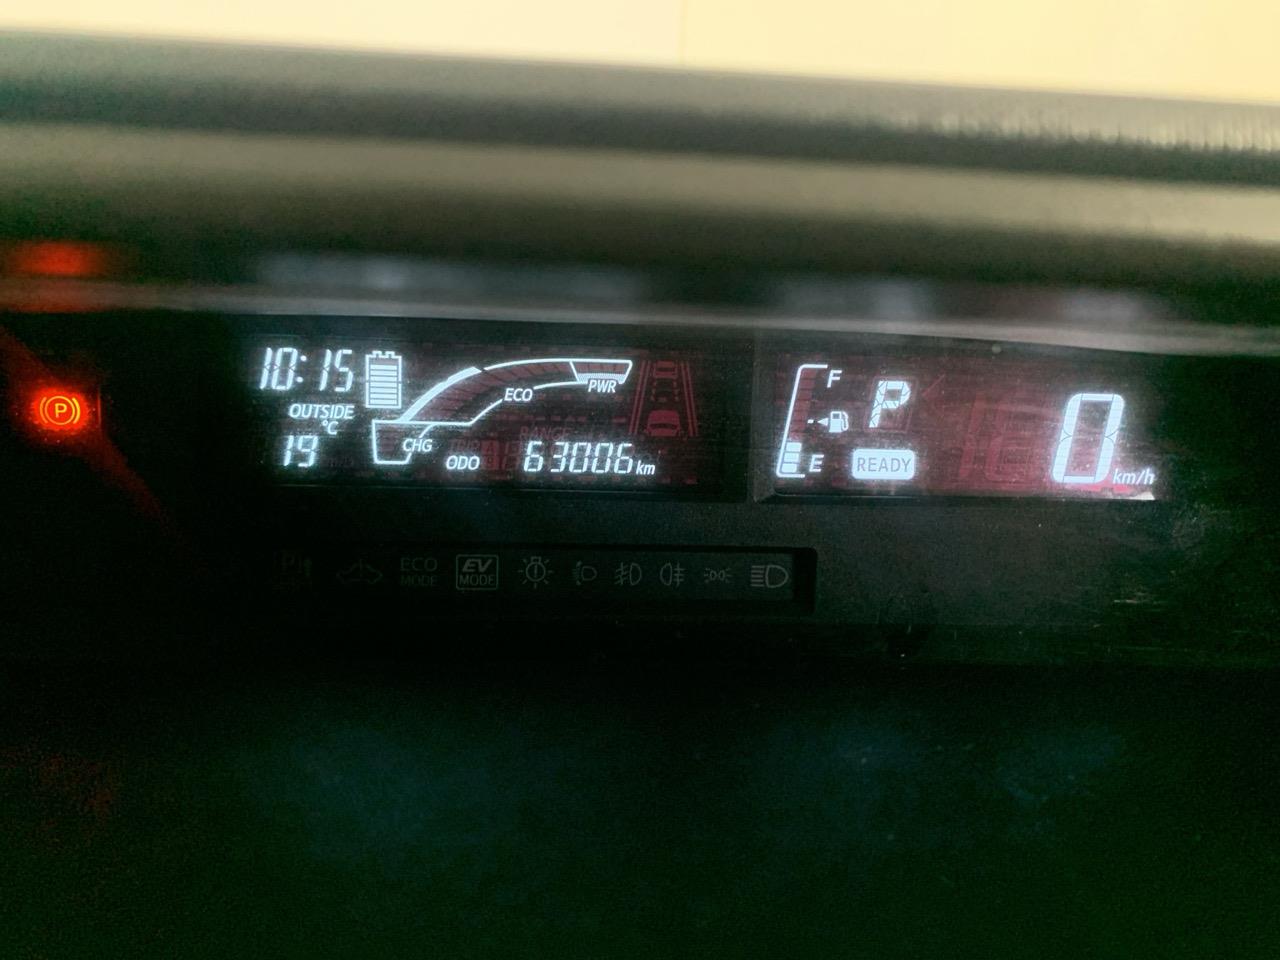 10:15
OUTSIDE
°C
19
CHG
ECO
PWR
ODO
63006 km
F
E
P
READY
0 km/h
P
ECO
MODE
EV
MODE